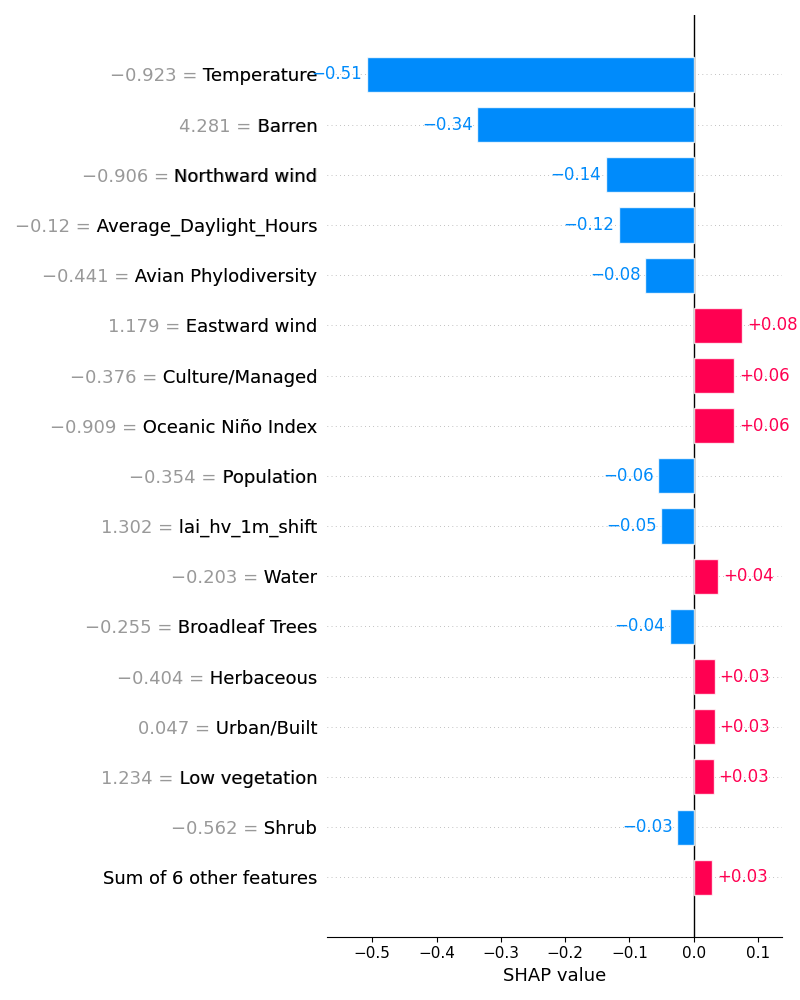 −0.923 = Temperature −0.51
4.281 = Barren −0.34
−0.906 = Northward wind −0.14
−0.12 = Average_Daylight_Hours −0.12
−0.441 = Avian Phylodiversity −0.08
1.179 = Eastward wind +0.08
−0.376 = Culture/Managed +0.06
−0.909 = Oceanic Niño Index +0.06
−0.354 = Population −0.06
1.302 = lai_hv_1m_shift −0.05
−0.203 = Water +0.04
−0.255 = Broadleaf Trees −0.04
−0.404 = Herbaceous +0.03
0.047 = Urban/Built +0.03
1.234 = Low vegetation +0.03
−0.562 = Shrub −0.03
Sum of 6 other features +0.03
−0.5 −0.4 −0.3 −0.2 −0.1 0.0 0.1
SHAP value